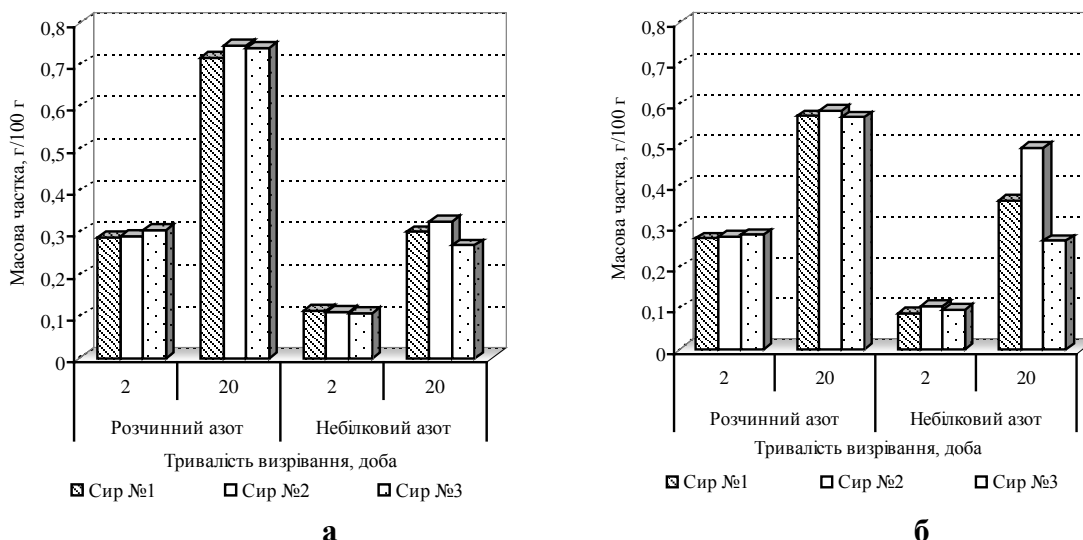 Масова частка, г/100 г
0,8
0,7
0,6
0,5
0,4
0,3
0,2
0,1
0
2 20 2 20
Розчинний азот Небілковий азот
Тривалість визрівання, доба
Сир №1 Сир №2 Сир №3
а
Масова частка, г/100 г
0,8
0,7
0,6
0,5
0,4
0,3
0,2
0,1
0
2 20 2 20
Розчинний азот Небілковий азот
Тривалість визрівання, доба
Сир №1 Сир №2 Сир №3
б